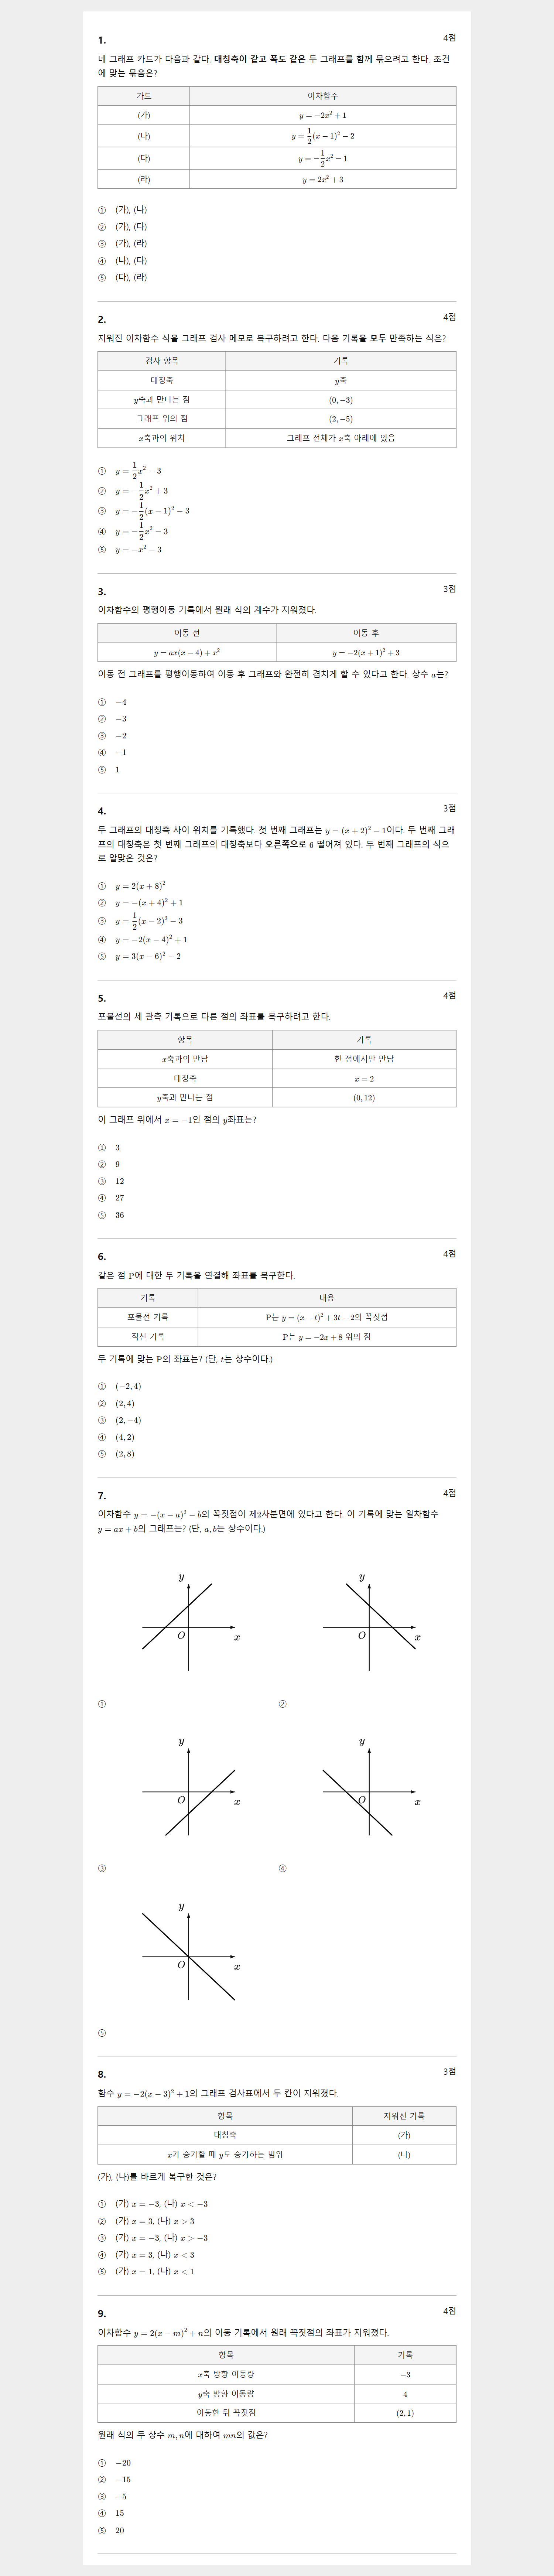 1.
4점
네 그래프 카드가 다음과 같다. 대칭축이 같고 폭도 같은 두 그래프를 함께 묶으려고 한다. 조건
에 맞는 묶음은?
카드 이차함수
(가) y = −2x² + 1
(나) y = 1/2(x − 1)² − 2
(다) y = −1/2x² − 1
(라) y = 2x² + 3
① (가), (나)
② (가), (다)
③ (가), (라)
④ (나), (다)
⑤ (다), (라)
2.
4점
지워진 이차함수 식을 그래프 검사 메모로 복구하려고 한다. 다음 기록을 모두 만족하는 식은?
검사 항목 기록
대칭축 y축
y축과 만나는 점 (0, −3)
그래프 위의 점 (2, −5)
x축과의 위치 그래프 전체가 x축 아래에 있음
① y = 1/2x² − 3
② y = −1/2x² + 3
③ y = −1/2(x − 1)² − 3
④ y = −1/2x² − 3
⑤ y = −x² − 3
3.
3점
이차함수의 평행이동 기록에서 원래 식의 계수가 지워졌다.
이동 전 이동 후
y = ax(x − 4) + x² y = −2(x + 1)² + 3
이동 전 그래프를 평행이동하여 이동 후 그래프와 완전히 겹치게 할 수 있다고 한다. 상수 a는?
① −4
② −3
③ −2
④ −1
⑤ 1
4.
3점
두 그래프의 대칭축 사이 위치를 기록했다. 첫 번째 그래프는 y = (x + 2)² − 1이다. 두 번째 그래
프의 대칭축은 첫 번째 그래프의 대칭축보다 오른쪽으로 6 떨어져 있다. 두 번째 그래프의 식으
로 알맞은 것은?
① y = 2(x + 8)²
② y = −(x + 4)² + 1
③ y = 1/2(x − 2)² − 3
④ y = −2(x − 4)² + 1
⑤ y = 3(x − 6)² − 2
5.
4점
포물선의 세 관측 기록으로 다른 점의 좌표를 복구하려고 한다.
항목 기록
x축과의 만남 한 점에서만 만남
대칭축 x = 2
y축과 만나는 점 (0, 12)
이 그래프 위에서 x = −1인 점의 y좌표는?
① 3
② 9
③ 12
④ 27
⑤ 36
6.
4점
같은 점 P에 대한 두 기록을 연결해 좌표를 복구한다.
기록 내용
포물선 기록 P는 y = (x − t)² + 3t − 2의 꼭짓점
직선 기록 P는 y = −2x + 8 위의 점
두 기록에 맞는 P의 좌표는? (단, t는 상수이다.)
① (−2, 4)
② (2, 4)
③ (2, −4)
④ (4, 2)
⑤ (2, 8)
7.
4점
이차함수 y = −(x − a)² − b의 꼭짓점이 제2사분면에 있다고 한다. 이 기록에 맞는 일차함수
y = ax + b의 그래프는? (단, a, b는 상수이다.)
y y
O x O x
① ②
y y
O x O x
③ ④
y
O x
⑤
8.
3점
함수 y = −2(x − 3)² + 1의 그래프 검사표에서 두 칸이 지워졌다.
항목 지워진 기록
대칭축 (가)
x가 증가할 때 y도 증가하는 범위 (나)
(가), (나)를 바르게 복구한 것은?
① (가) x = −3, (나) x < −3
② (가) x = 3, (나) x > 3
③ (가) x = −3, (나) x > −3
④ (가) x = 3, (나) x < 3
⑤ (가) x = 1, (나) x < 1
9.
4점
이차함수 y = 2(x − m)² + n의 이동 기록에서 원래 꼭짓점의 좌표가 지워졌다.
항목 기록
x축 방향 이동량 −3
y축 방향 이동량 4
이동한 뒤 꼭짓점 (2, 1)
원래 식의 두 상수 m, n에 대하여 mn의 값은?
① −20
② −15
③ −5
④ 15
⑤ 20